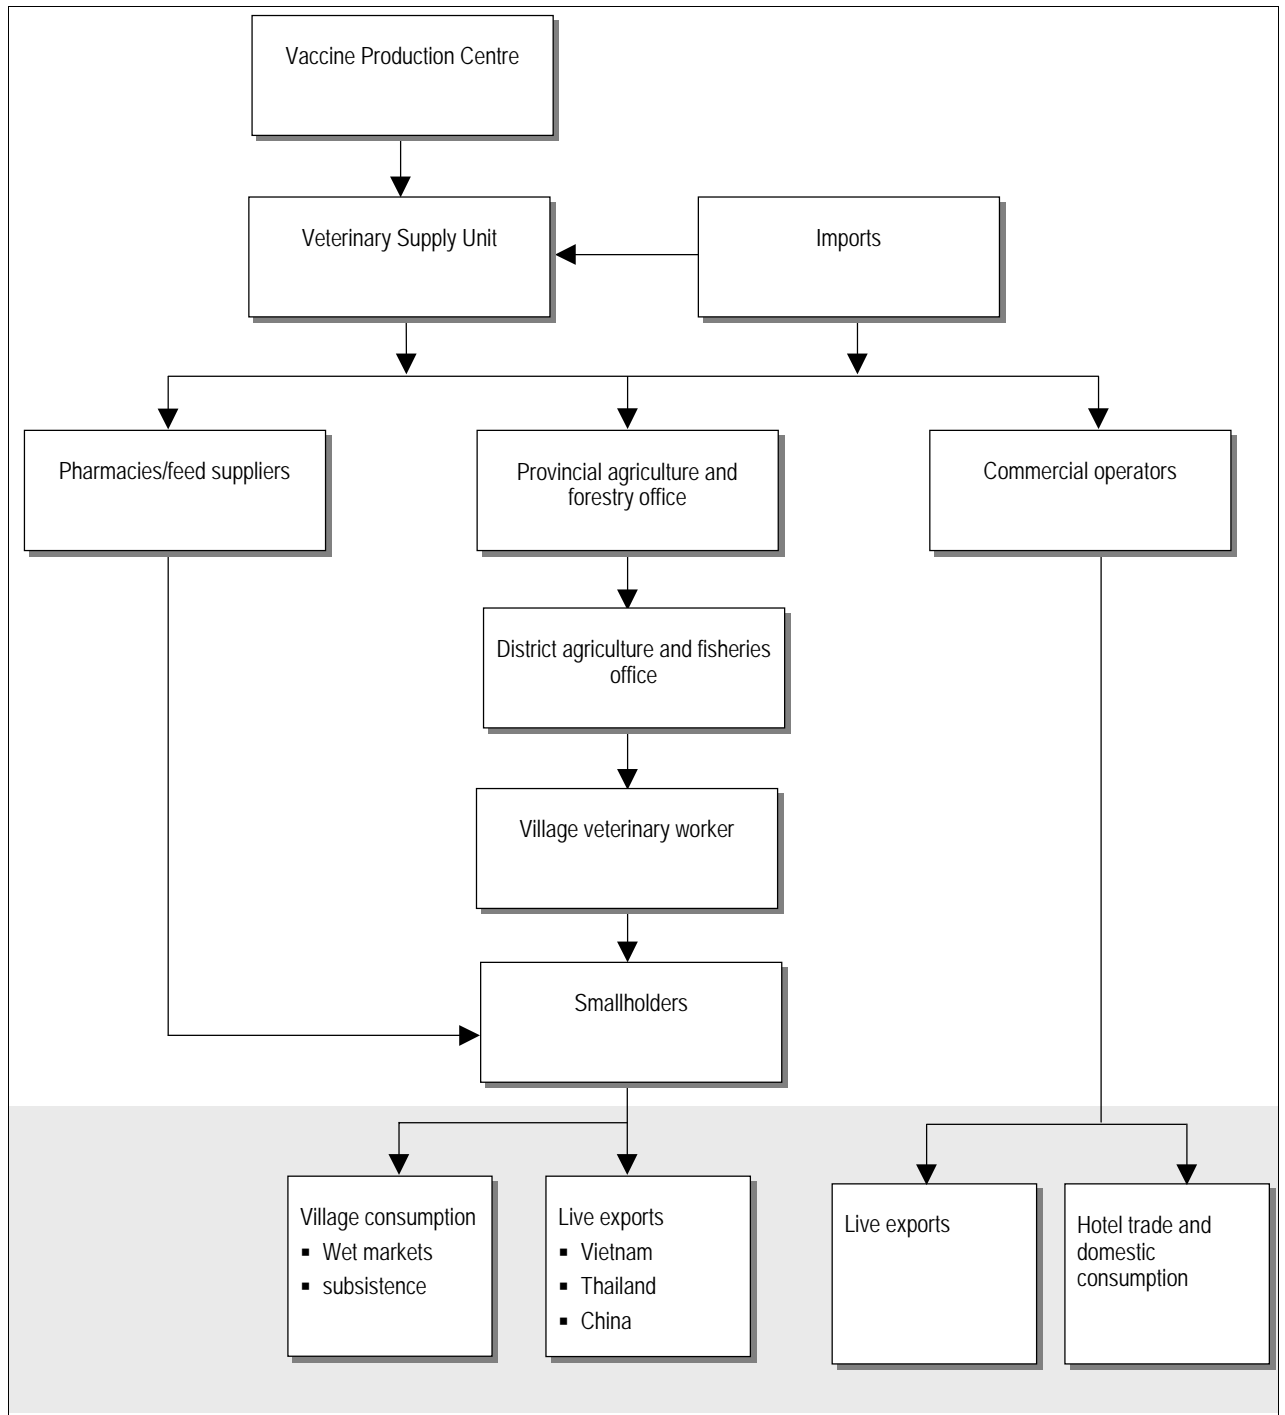 Vaccine Production Centre
Veterinary Supply Unit
Imports
Pharmacies/feed suppliers
Provincial agriculture and
forestry office
Commercial operators
District agriculture and fisheries
office
Village veterinary worker
Smallholders
Village consumption
▪ Wet markets
▪ subsistence
Live exports
▪ Vietnam
▪ Thailand
▪ China
Live exports
Hotel trade and
domestic
consumption